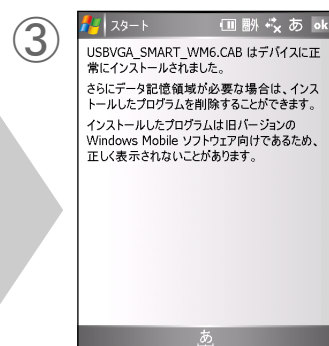 ③
スタート 圏外 あ ok
USBVGA_SMART_WM6.CAB はデバイスに正
常にインストールされました。
さらにデータ記憶領域が必要な場合は、インス
トールしたプログラムを削除することができます。
インストールしたプログラムは旧バージョンの
Windows Mobile ソフトウェア向けであるため、
正しく表示されないことがあります。
あ